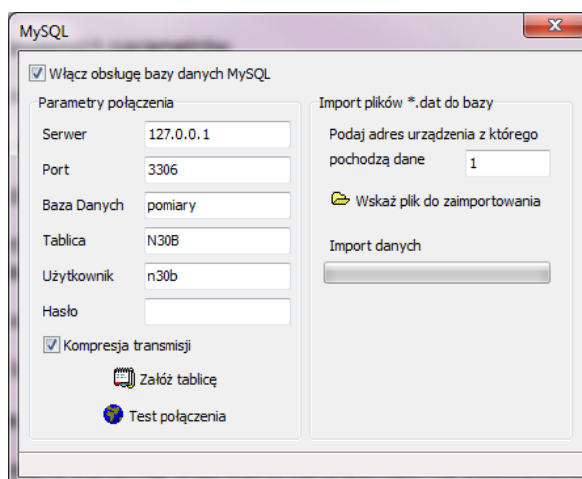 MySQL
Włącz obsługę bazy danych MySQL
Parametry połączenia
Serwer 127.0.0.1
Port 3306
Baza Danych pomiary
Tablica N30B
Użytkownik n30b
Hasło
Kompresja transmisji
Załóż tablicę
Test połączenia
Import plików *.dat do bazy
Podaj adres urządzenia z którego
pochodzą dane 1
Wskaż plik do zaimportowania
Import danych